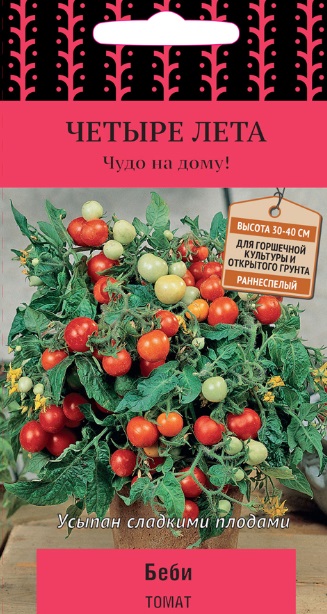 ЧЕТЫРЕ ЛЕТА
Чудо на дому!
ВЫСОТА 30-40 СМ
ДЛЯ ГОРШЕЧНОЙ
КУЛЬТУРЫ И
ОТКРЫТОГО ГРУНТА
РАННЕСПЕЛЫЙ
Усыпан сладкими плодами
Беби
ТОМАТ